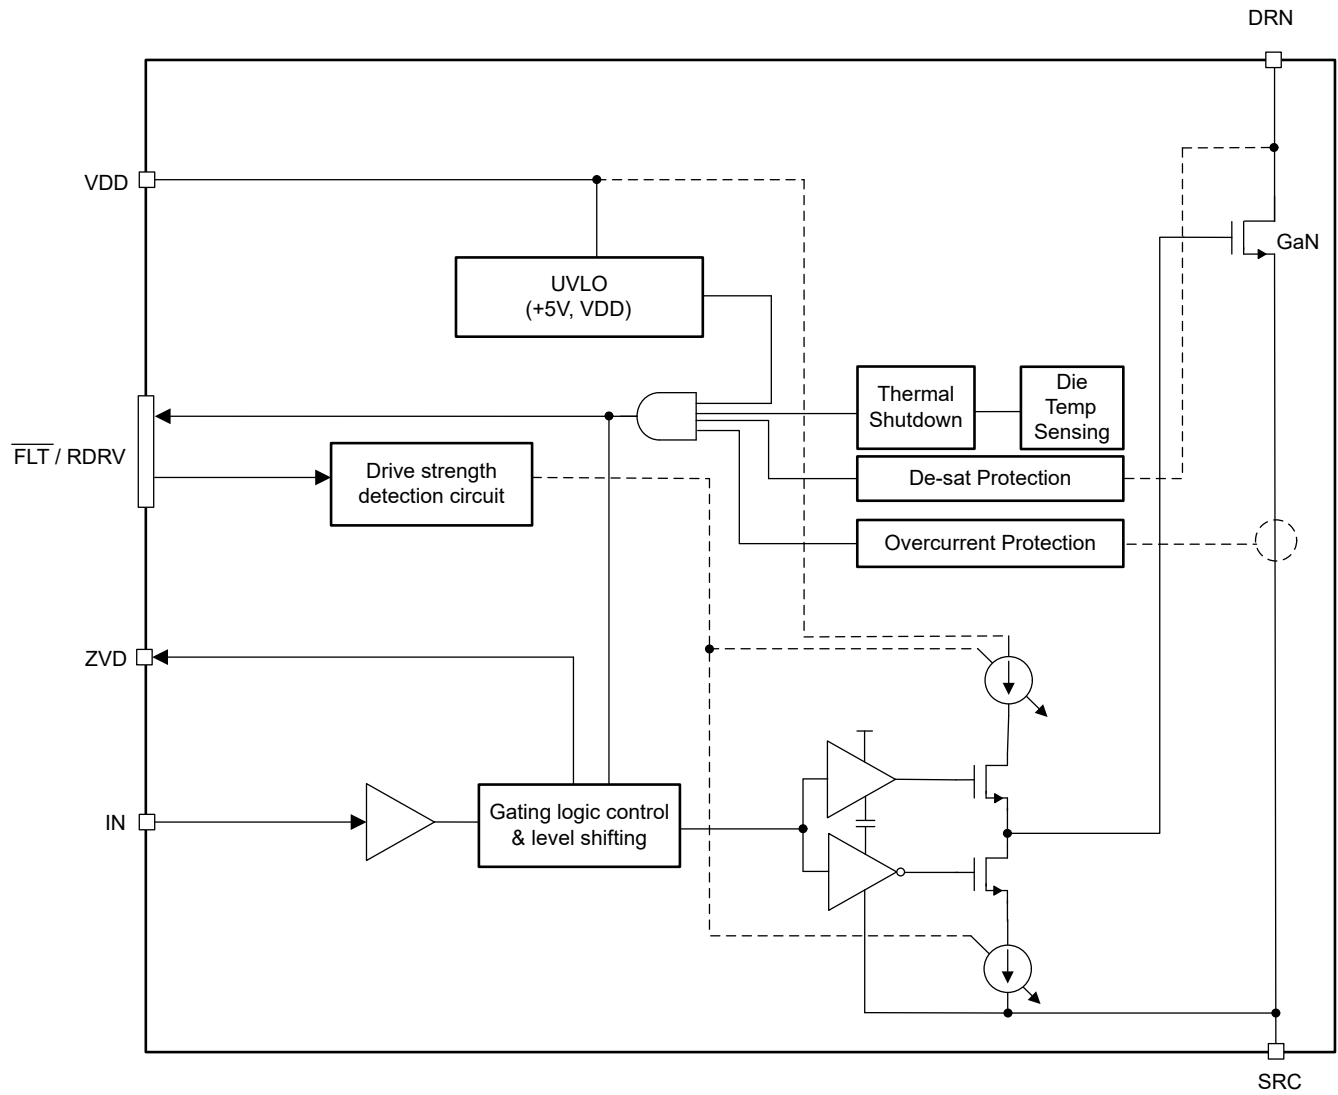 DRN
VDD
GaN
UVLO
(+5V, VDD)
Thermal
Shutdown
Die
Temp
Sensing
FLT / RDRV
Drive strength
detection circuit
De-sat Protection
Overcurrent Protection
ZVD
IN
Gating logic control
& level shifting
SRC